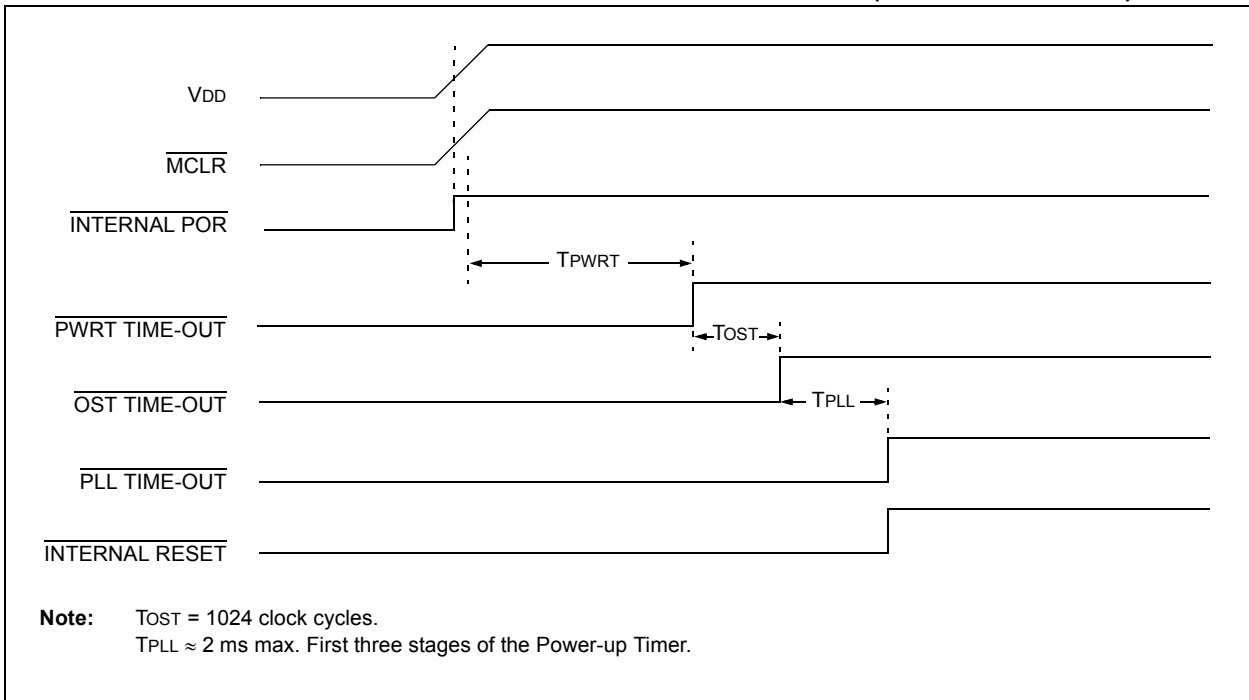 VDD
MCLR
INTERNAL POR
TPWRT
PWRT TIME-OUT
TOST
OST TIME-OUT
TPLL
PLL TIME-OUT
INTERNAL RESET
Note: TOST = 1024 clock cycles.
TPLL ≈ 2 ms max. First three stages of the Power-up Timer.